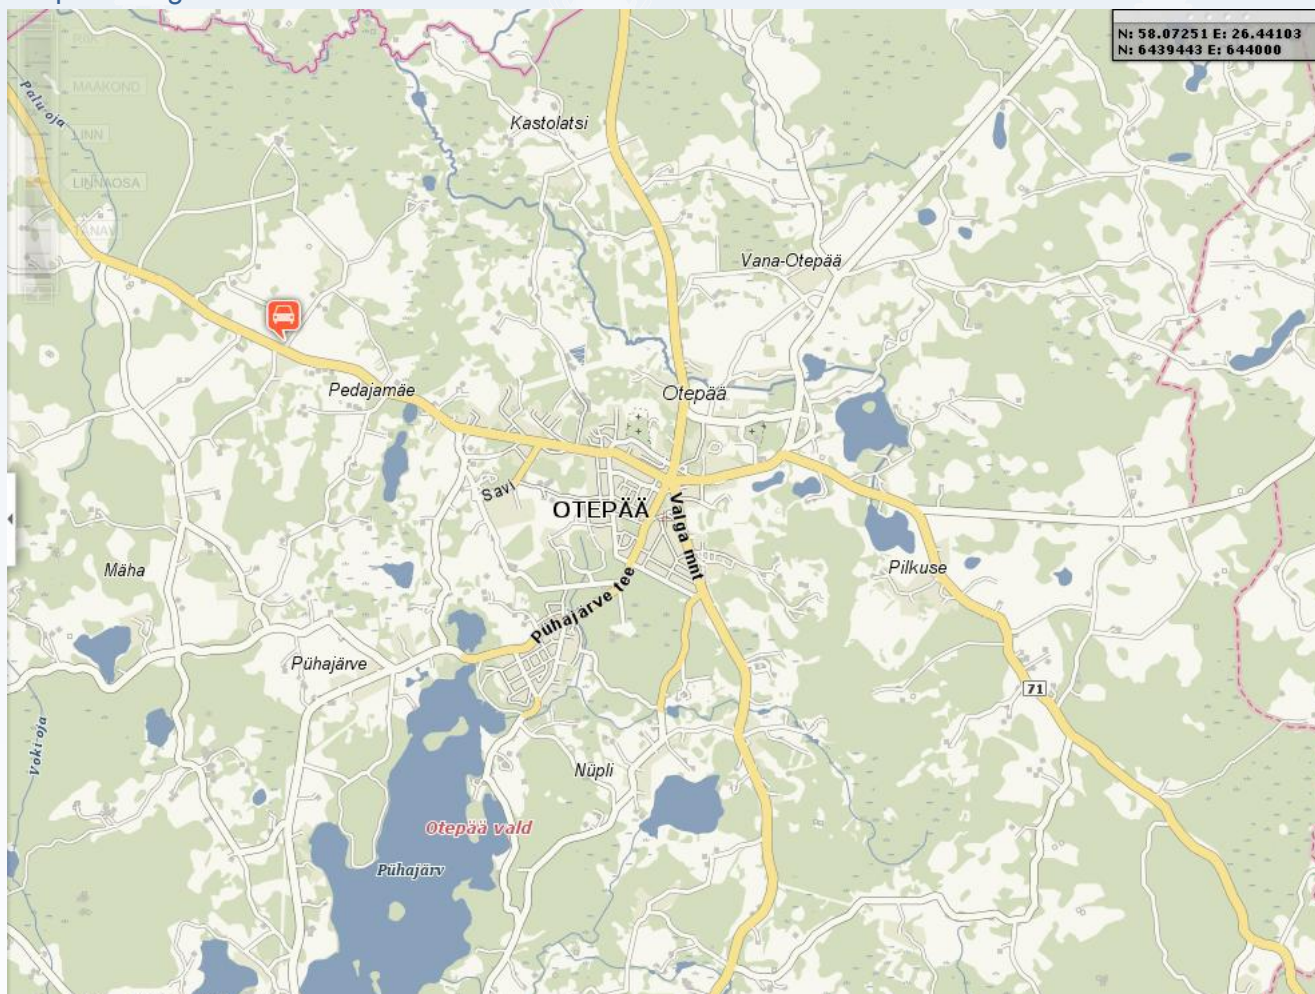 N: 58.07251 E: 26.44103
N: 6439443 E: 644000
Palu oja
MAAKOND
Kastolatsi
LINN
LINNAOSA
TÄNAV
Vana-Otepää
Pedajamäe
Otepää
Savi
OTEPÄÄ
Valga mnt
Mäha
Pilkuse
Pühajärve tee
Pühajärve
71
Voki oja
Nüpli
Otepää vald
Pühajärv